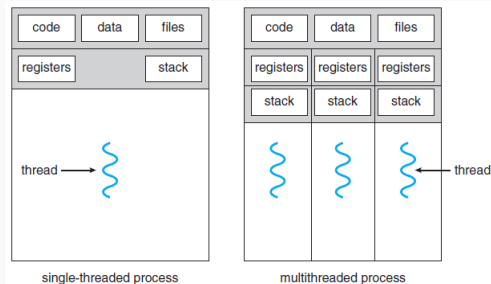 code data files code data files
registers stack registers registers registers
stack stack stack
thread thread
single-threaded process multithreaded process